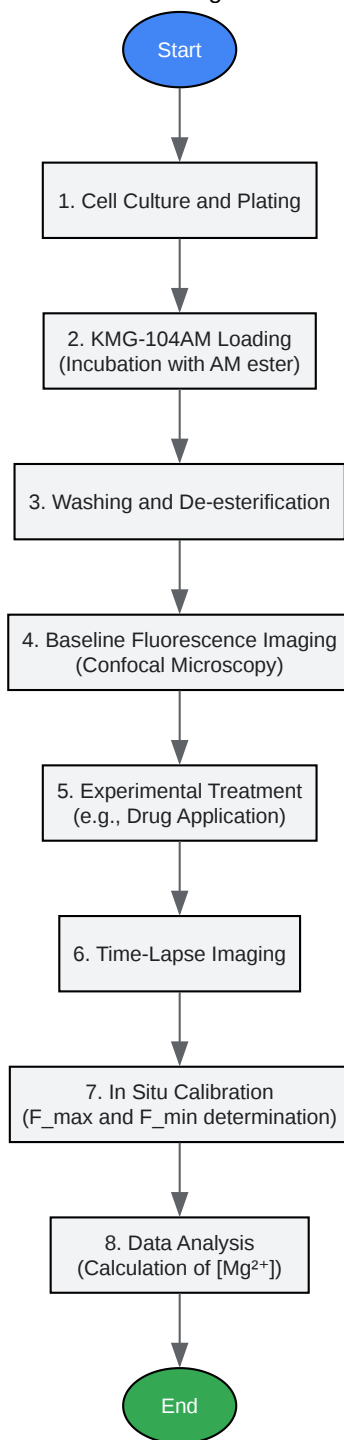 Start
1. Cell Culture and Plating
2. KMG-104AM Loading
(Incubation with AM ester)
3. Washing and De-esterification
4. Baseline Fluorescence Imaging
(Confocal Microscopy)
5. Experimental Treatment
(e.g., Drug Application)
6. Time-Lapse Imaging
7. In Situ Calibration
(F_max and F_min determination)
8. Data Analysis
(Calculation of [Mg²⁺])
End